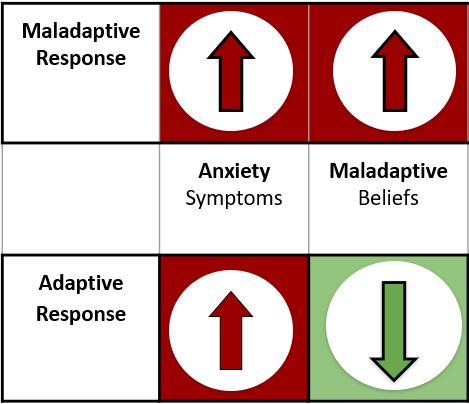 Maladaptive
Response
Anxiety
Symptoms
Maladaptive
Beliefs
Adaptive
Response